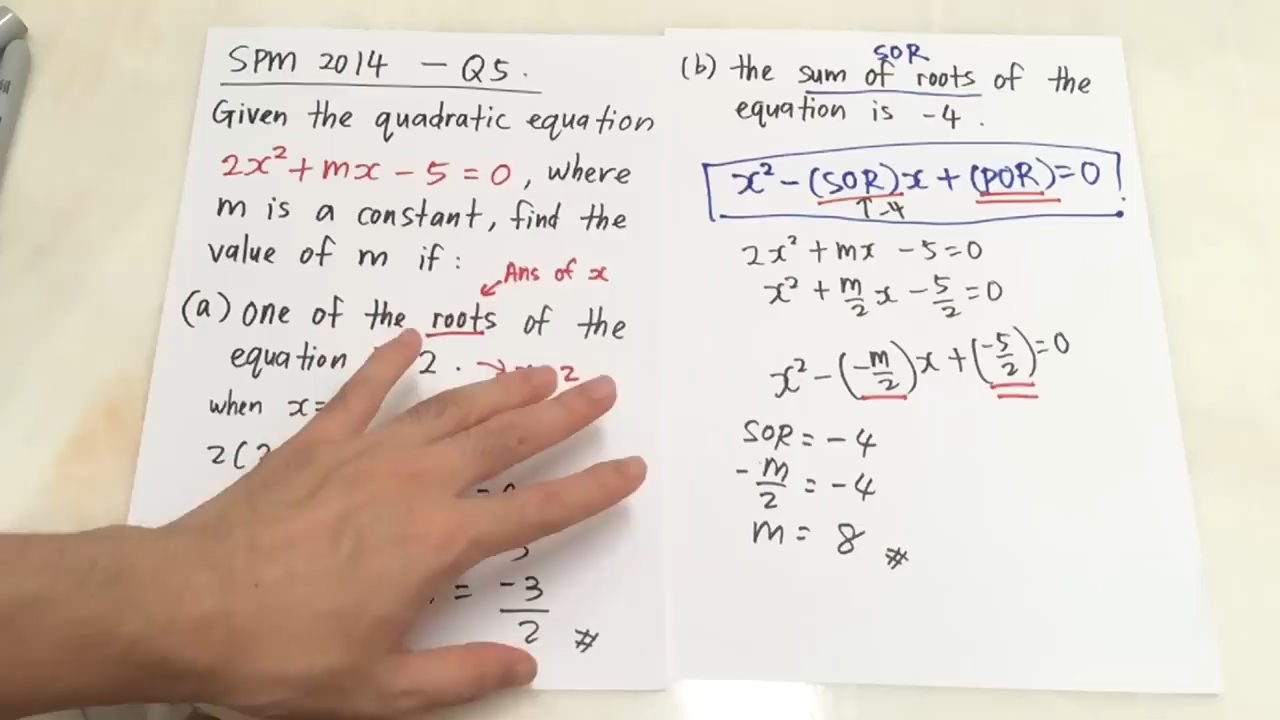 SPM 2014 - Q5.
Given the quadratic equation
2x² + mx - 5 = 0, where
m is a constant, find the
value of m if:
Ans of x
(a) One of the roots of the
equation 2.
2
when x=
2(
-3
2
#
SOR
(b) the sum of roots of the
equation is -4.
x² - (SOR)x + (POR) = 0
↑-4
2x² + mx - 5 = 0
x² + m/2 x - 5/2 = 0
x² - (-m/2)x + (-5/2) = 0
SOR = -4
-m/2 = -4
m = 8 #